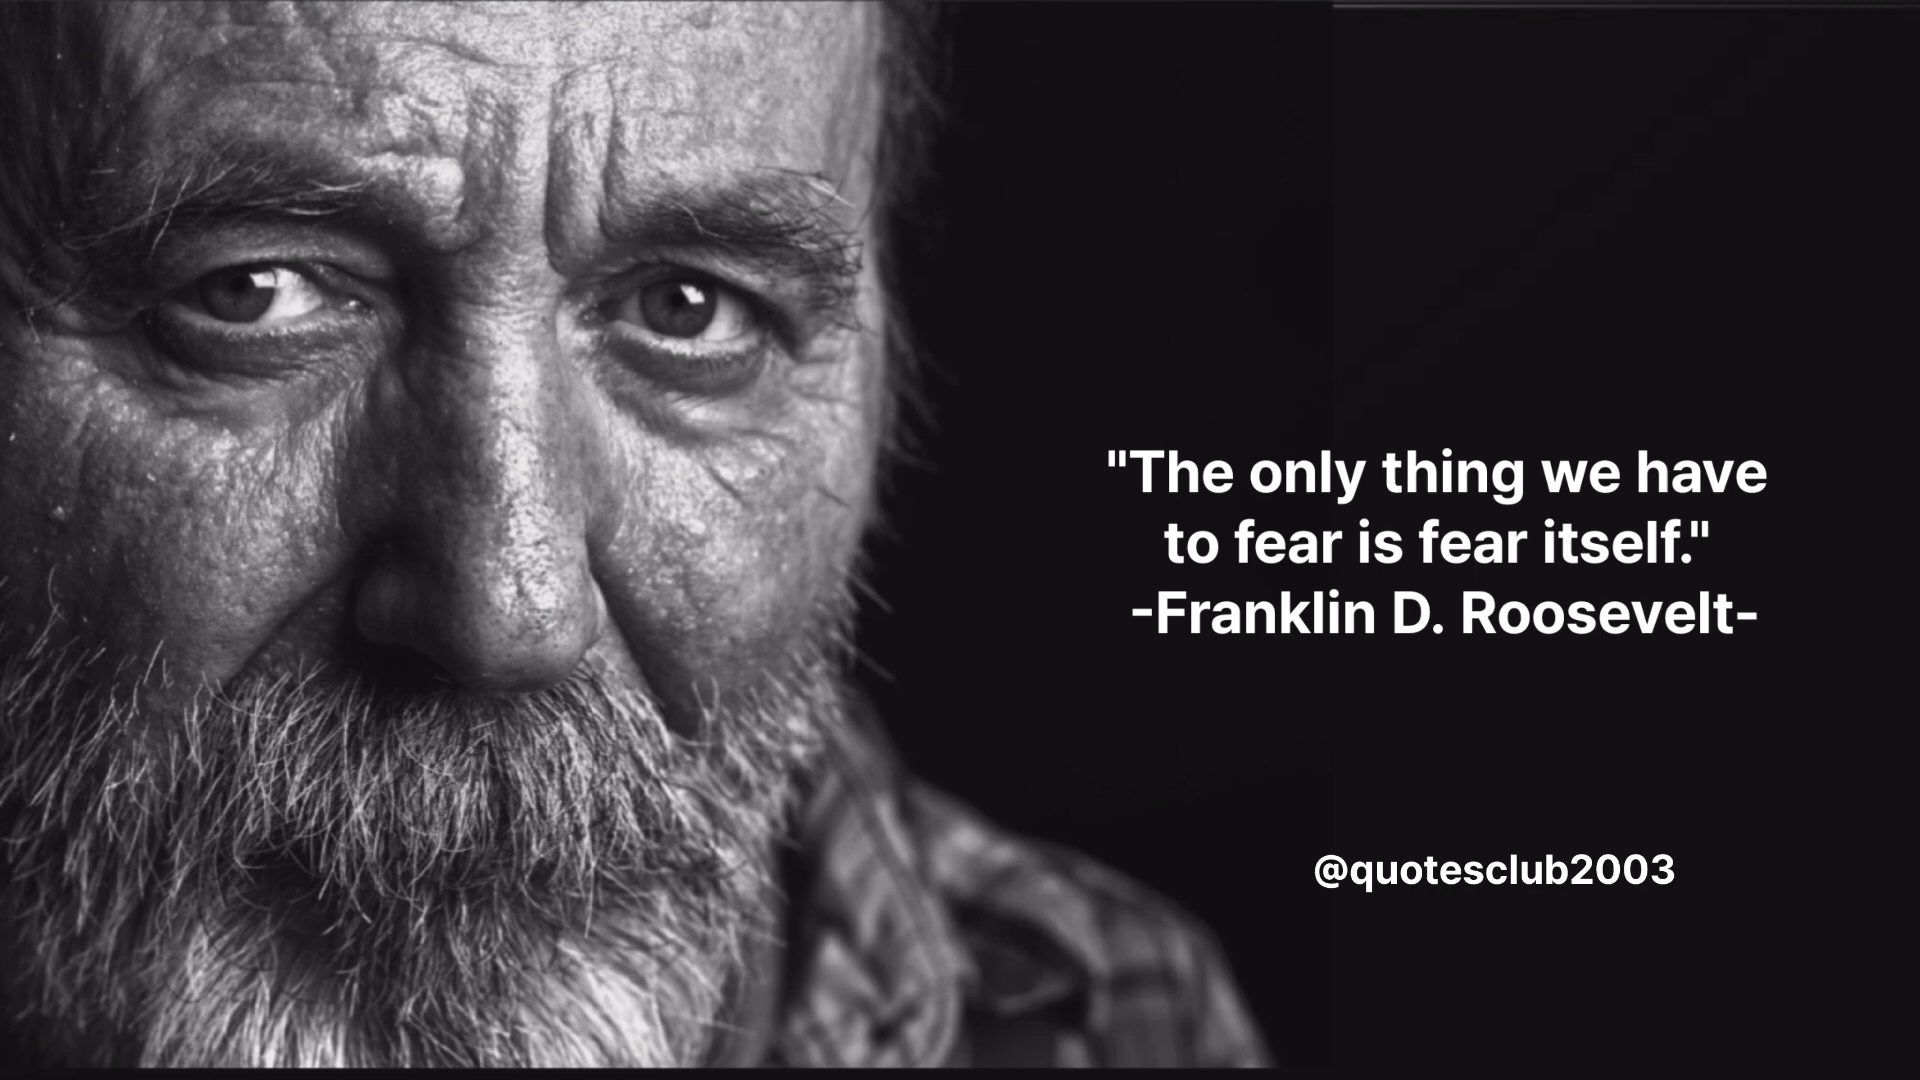 "The only thing we have
to fear is fear itself."
-Franklin D. Roosevelt-
@quotesclub2003